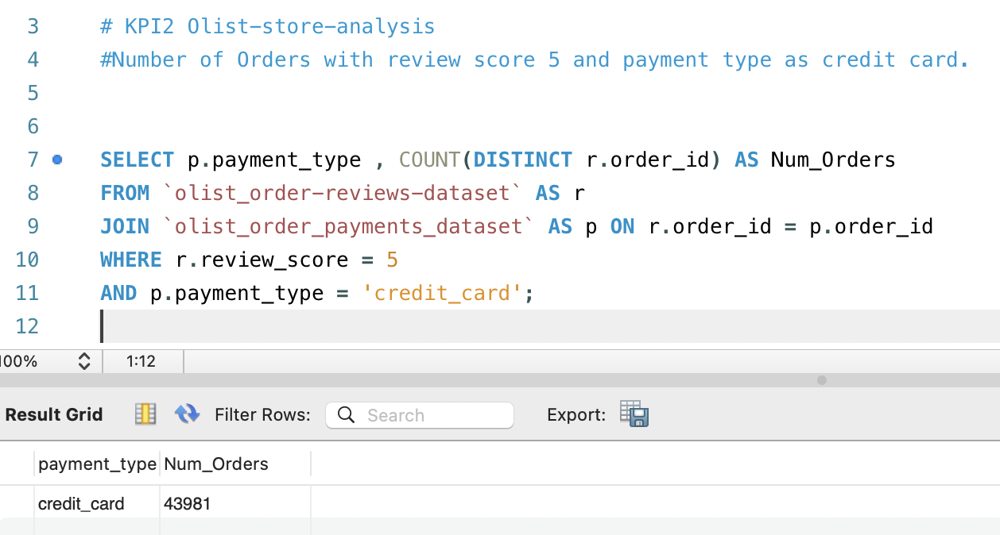 3 # KPI2 Olist-store-analysis
4 #Number of Orders with review score 5 and payment type as credit card.
5
6
7 SELECT p.payment_type , COUNT(DISTINCT r.order_id) AS Num_Orders
8 FROM `olist_order-reviews-dataset` AS r
9 JOIN `olist_order_payments_dataset` AS p ON r.order_id = p.order_id
10 WHERE r.review_score = 5
11 AND p.payment_type = 'credit_card';
12
100% 1:12
Result Grid Filter Rows: Search Export:
payment_type Num_Orders
credit_card 43981